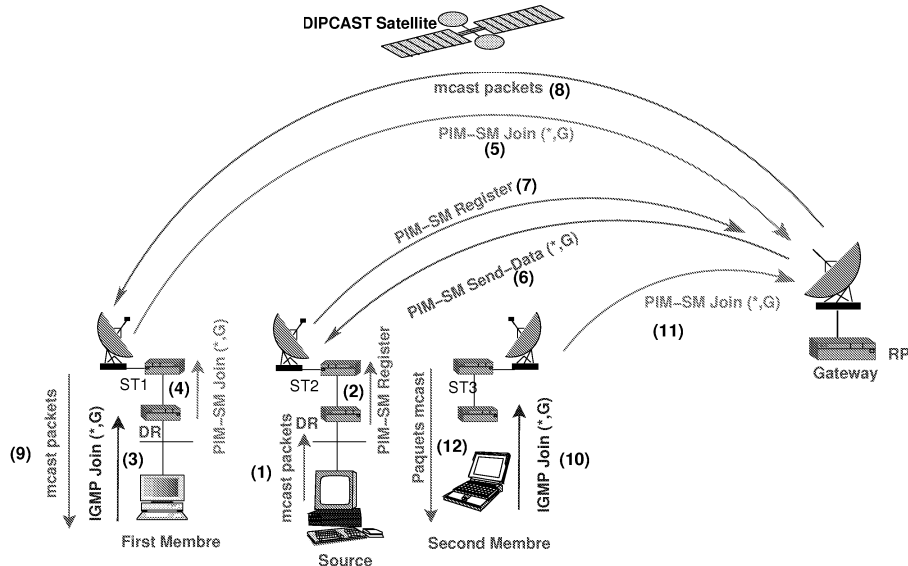 DIPCAST Satellite
mcast packets (8)
PIM-SM Join (*,G)
(5)
PIM-SM Register (7)
PIM-SM Send-Data (*,G)
(6)
PIM-SM Join (*,G)
(11)
RP
Gateway
ST1
(4)
PIM-SM Join (*,G)
DR
(9)
mcast packets
IGMP Join (*,G)
(3)
First Membre
ST2
(2)
PIM-SM Register
DR
(1)
mcast packets
Source
ST3
Paquets mcast
(12)
IGMP Join (*,G)
(10)
Second Membre